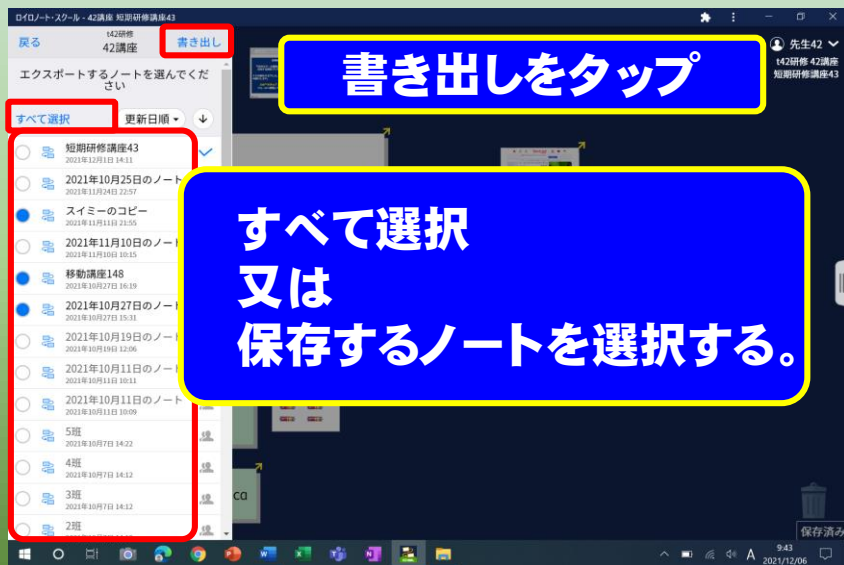 ロイロノート・スクール - 42講座 短期研修講座43
戻る
t42研修
42講座
書き出し
エクスポートするノートを選んでくだ
さい
すべて選択
更新日順
短期研修講座43
2021年12月1日 14:11
2021年10月25日のノート
2021年11月24日 22:57
スイミーのコピー
2021年11月11日 21:55
2021年11月10日のノート
2021年11月10日 10:15
移動講座148
2021年10月27日 16:19
2021年10月27日のノート
2021年10月27日 15:31
2021年10月19日のノート
2021年10月19日 12:06
2021年10月11日のノート
2021年10月11日 10:11
2021年10月11日のノート
2021年10月11日 10:09
5班
2021年10月7日 14:22
4班
2021年10月7日 14:12
3班
2021年10月7日 14:12
2班
書き出しをタップ
先生42
t42研修 42講座
短期研修講座43
すべて選択
又は
保存するノートを選択する。
ca
保存済み
A
9:43
2021/12/06